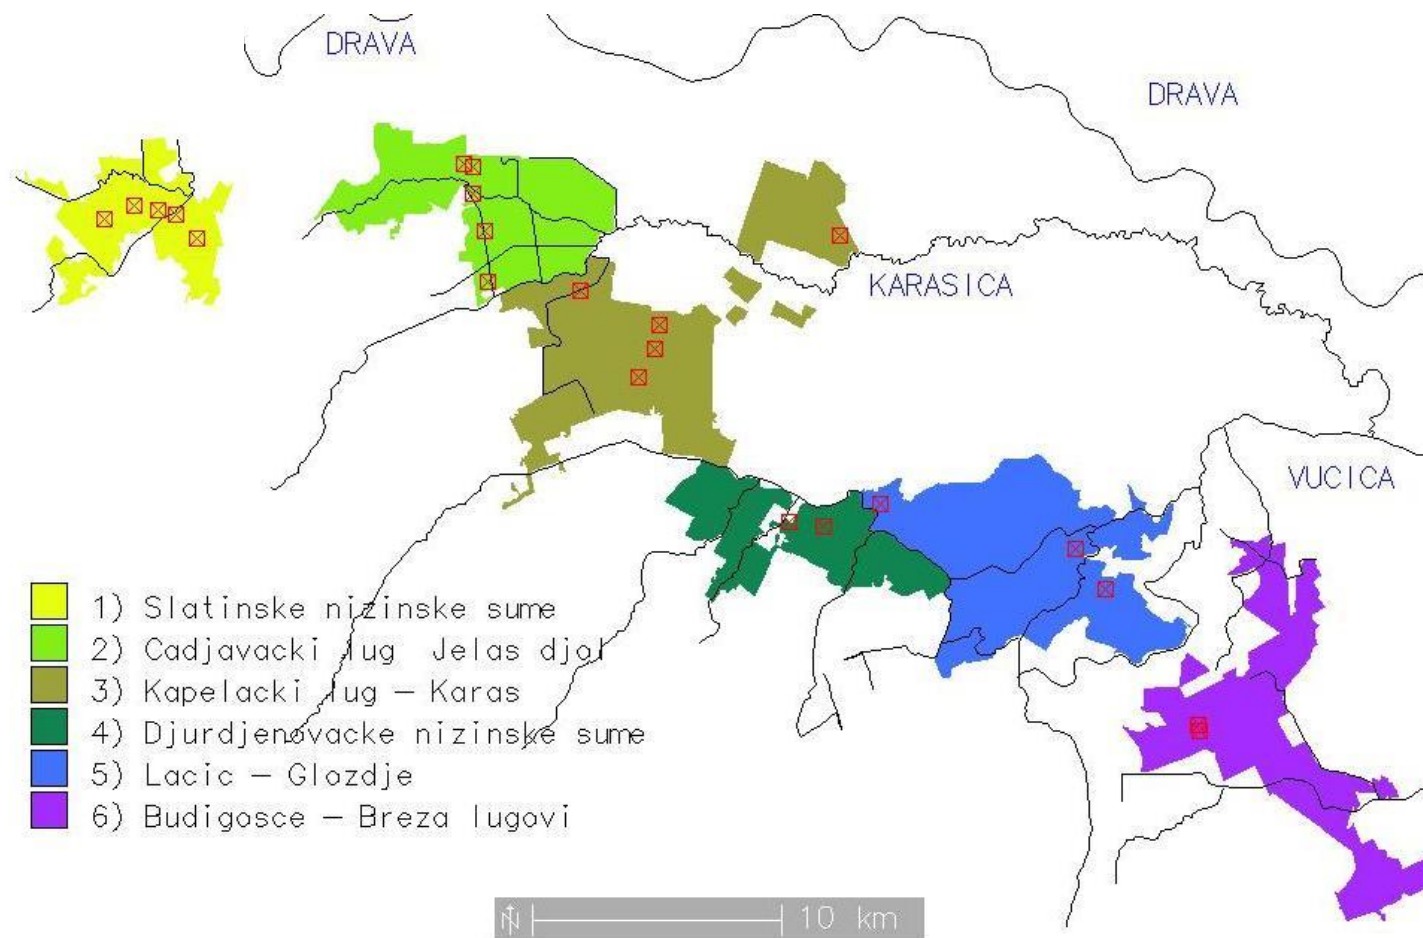 DRAVA
DRAVA
KARASICA
VUCICA
1) Slatinske nizinske sume
2) Cadjavacki lug Jelas djol
3) Kapelacki lug – Karas
4) Djurdjenovacke nizinske sume
5) Lacic – Glozdje
6) Budigosce – Breza lugovi
N
10 km